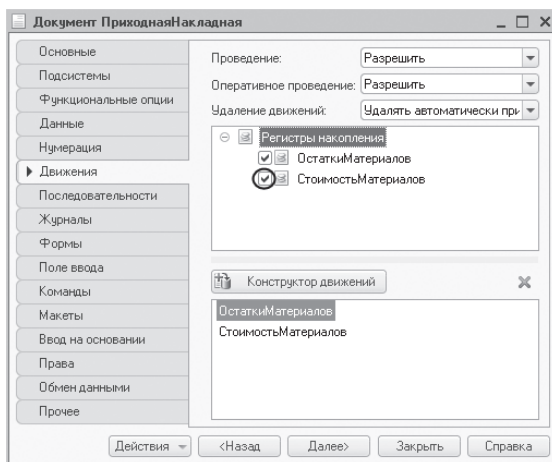 Документ ПриходнаяНакладная
Основные
Подсистемы
Функциональные опции
Данные
Нумерация
Движения
Последовательности
Журналы
Формы
Поле ввода
Команды
Макеты
Ввод на основании
Права
Обмен данными
Прочее
Проведение: Разрешить
Оперативное проведение: Разрешить
Удаление движений: Удалять автоматически при
Регистры накопления
ОстаткиМатериалов
СтоимостьМатериалов
Конструктор движений
ОстаткиМатериалов
СтоимостьМатериалов
Действия <Назад Далее> Закрыть Справка